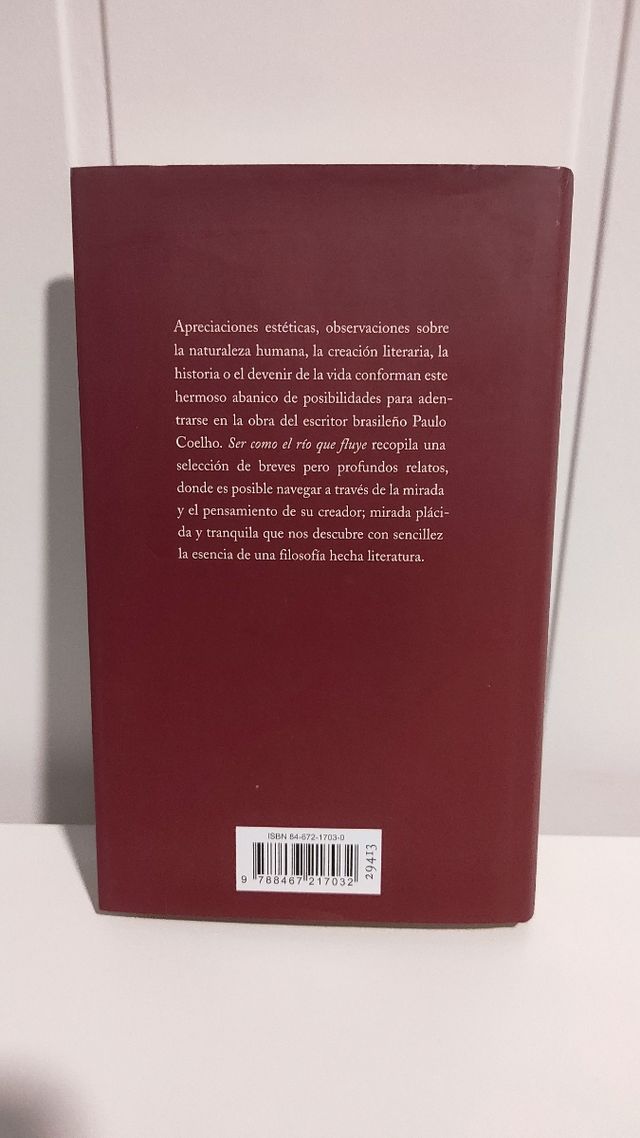 Apreciaciones estéticas, observaciones sobre
la naturaleza humana, la creación literaria, la
historia o el devenir de la vida conforman este
hermoso abanico de posibilidades para aden-
trarse en la obra del escritor brasileño Paulo
Coelho. Ser como el río que fluye recopila una
selección de breves pero profundos relatos,
donde es posible navegar a través de la mirada
y el pensamiento de su creador; mirada pláci-
da y tranquila que nos descubre con sencillez
la esencia de una filosofía hecha literatura.
ISBN 84-672-1703-0
9 788467 217032
29413